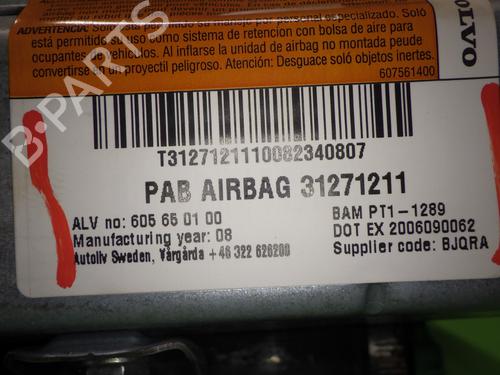 ADVERTENCIA: Su manejo por personal especializado. Soló
está permitido su uso como sistema de retencion con bolsa de aire para
ocupantes de vehículos. Al inflarse la unidad de airbag no montada puede
convertirse en un proyectil peligroso. Atención: Desguace soló objetos inertes.
607561400
VOLVO
B-PARTS
T3127121110082340807
PAB AIRBAG 31271211
ALV no: 605 65 01 00
BAM PT1-1289
Manufacturing year: 08
DOT EX 2006090062
Autoliv Sweden, Vårgårda +46 322 626200
Supplier code: BJQRA